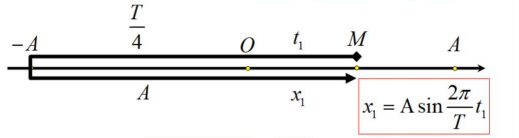 T/4
-A O t₁ M A
A x₁
x₁ = A sin 2π/T t₁